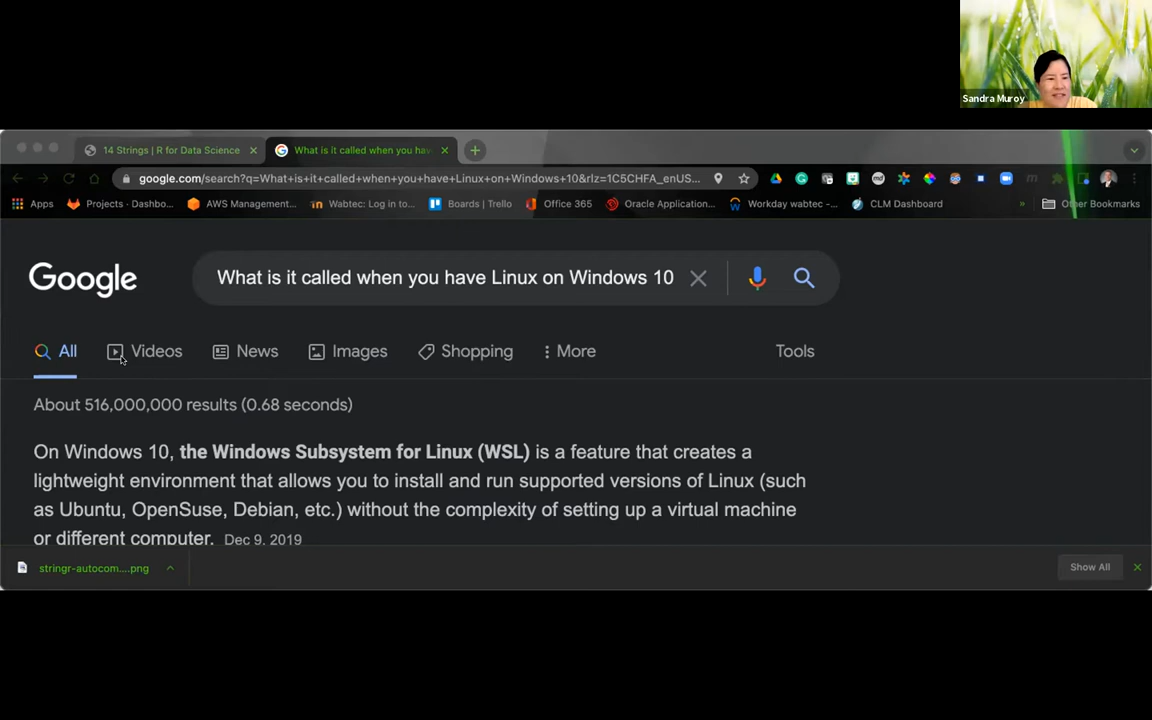 Sandra Muroy
14 Strings | R for Data Science
What is it called when you hav
google.com/search?q=What+is+it+called+when+you+have+Linux+on+Windows+10&rlz=1C5CHFA_enUS...
Apps
Projects · Dashbo...
AWS Management...
Wabtec: Log in to...
Boards | Trello
Office 365
Oracle Application...
Workday wabtec -...
CLM Dashboard
»
Other Bookmarks
Google
What is it called when you have Linux on Windows 10
All
Videos
News
Images
Shopping
More
Tools
About 516,000,000 results (0.68 seconds)
On Windows 10, the Windows Subsystem for Linux (WSL) is a feature that creates a
lightweight environment that allows you to install and run supported versions of Linux (such
as Ubuntu, OpenSuse, Debian, etc.) without the complexity of setting up a virtual machine
or different computer. Dec 9, 2019
stringr-autocom....png
Show All